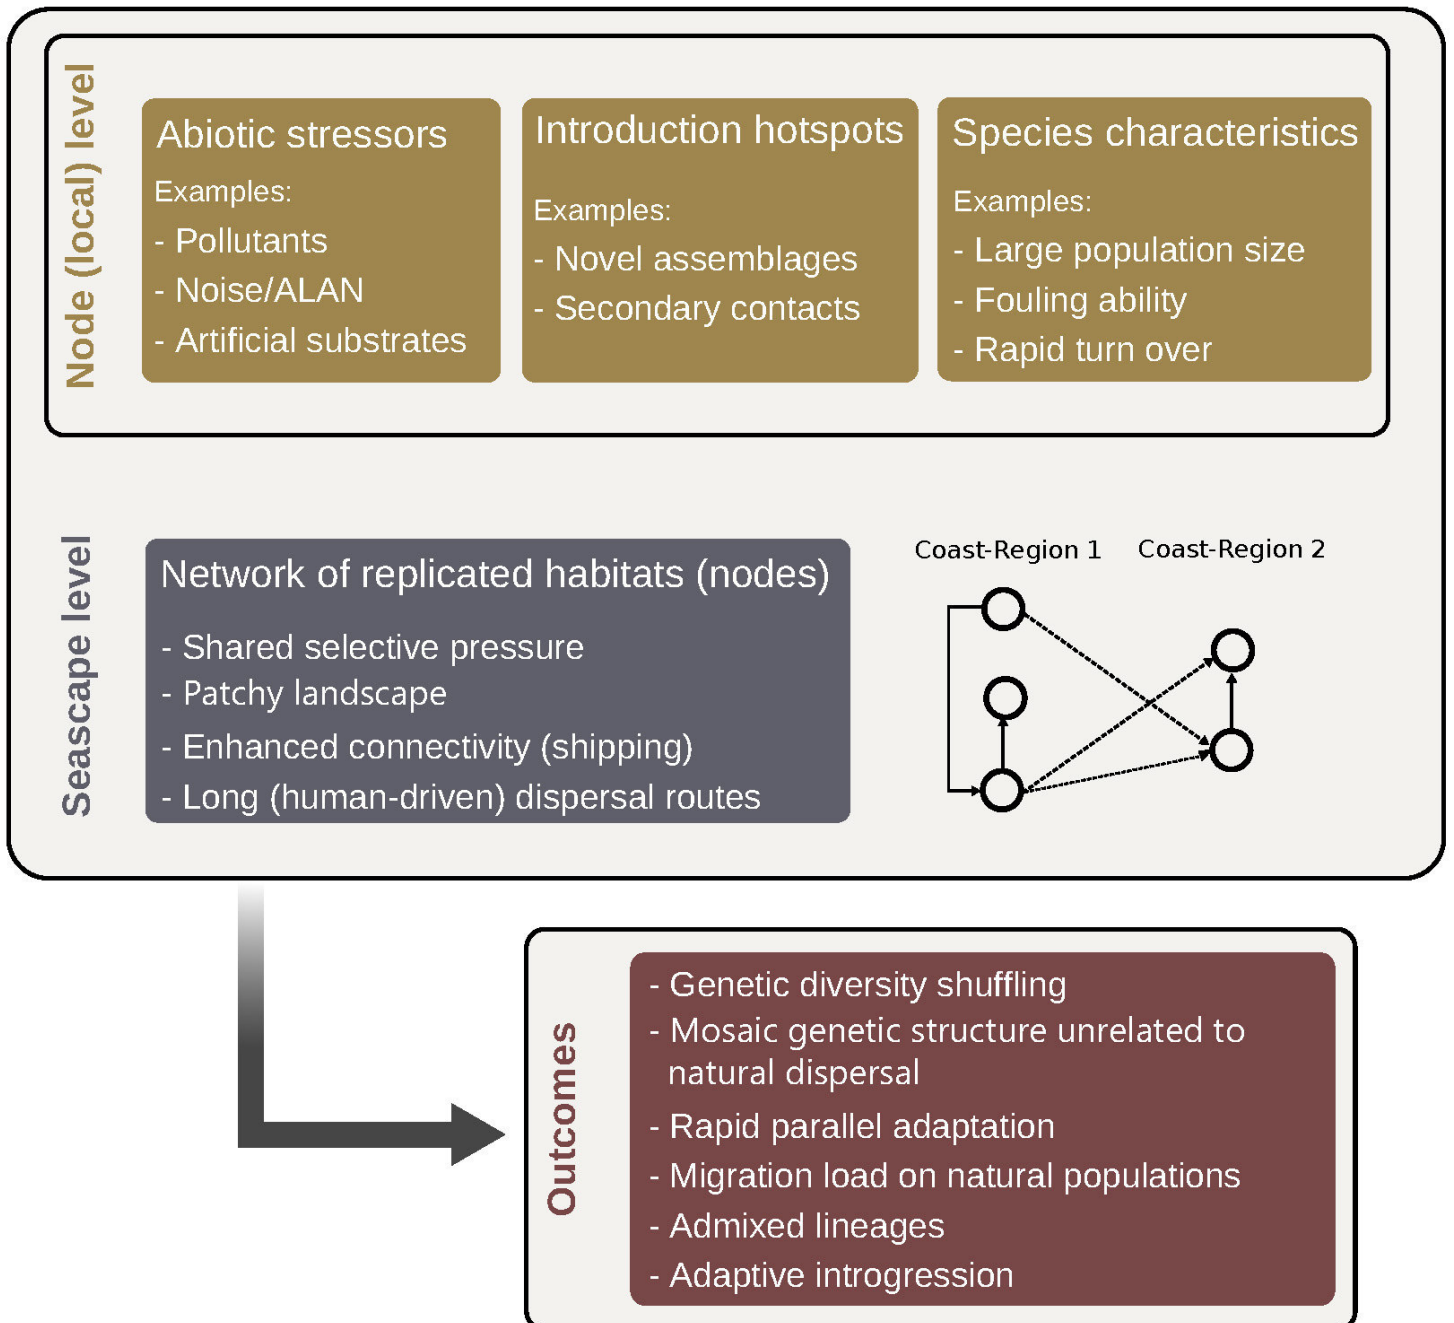 Node (local) level
Abiotic stressors
Examples:
- Pollutants
- Noise/ALAN
- Artificial substrates
Introduction hotspots
Examples:
- Novel assemblages
- Secondary contacts
Species characteristics
Examples:
- Large population size
- Fouling ability
- Rapid turn over
Seascape level
Network of replicated habitats (nodes)
- Shared selective pressure
- Patchy landscape
- Enhanced connectivity (shipping)
- Long (human-driven) dispersal routes
Coast-Region 1
Coast-Region 2
Outcomes
- Genetic diversity shuffling
- Mosaic genetic structure unrelated to
natural dispersal
- Rapid parallel adaptation
- Migration load on natural populations
- Admixed lineages
- Adaptive introgression